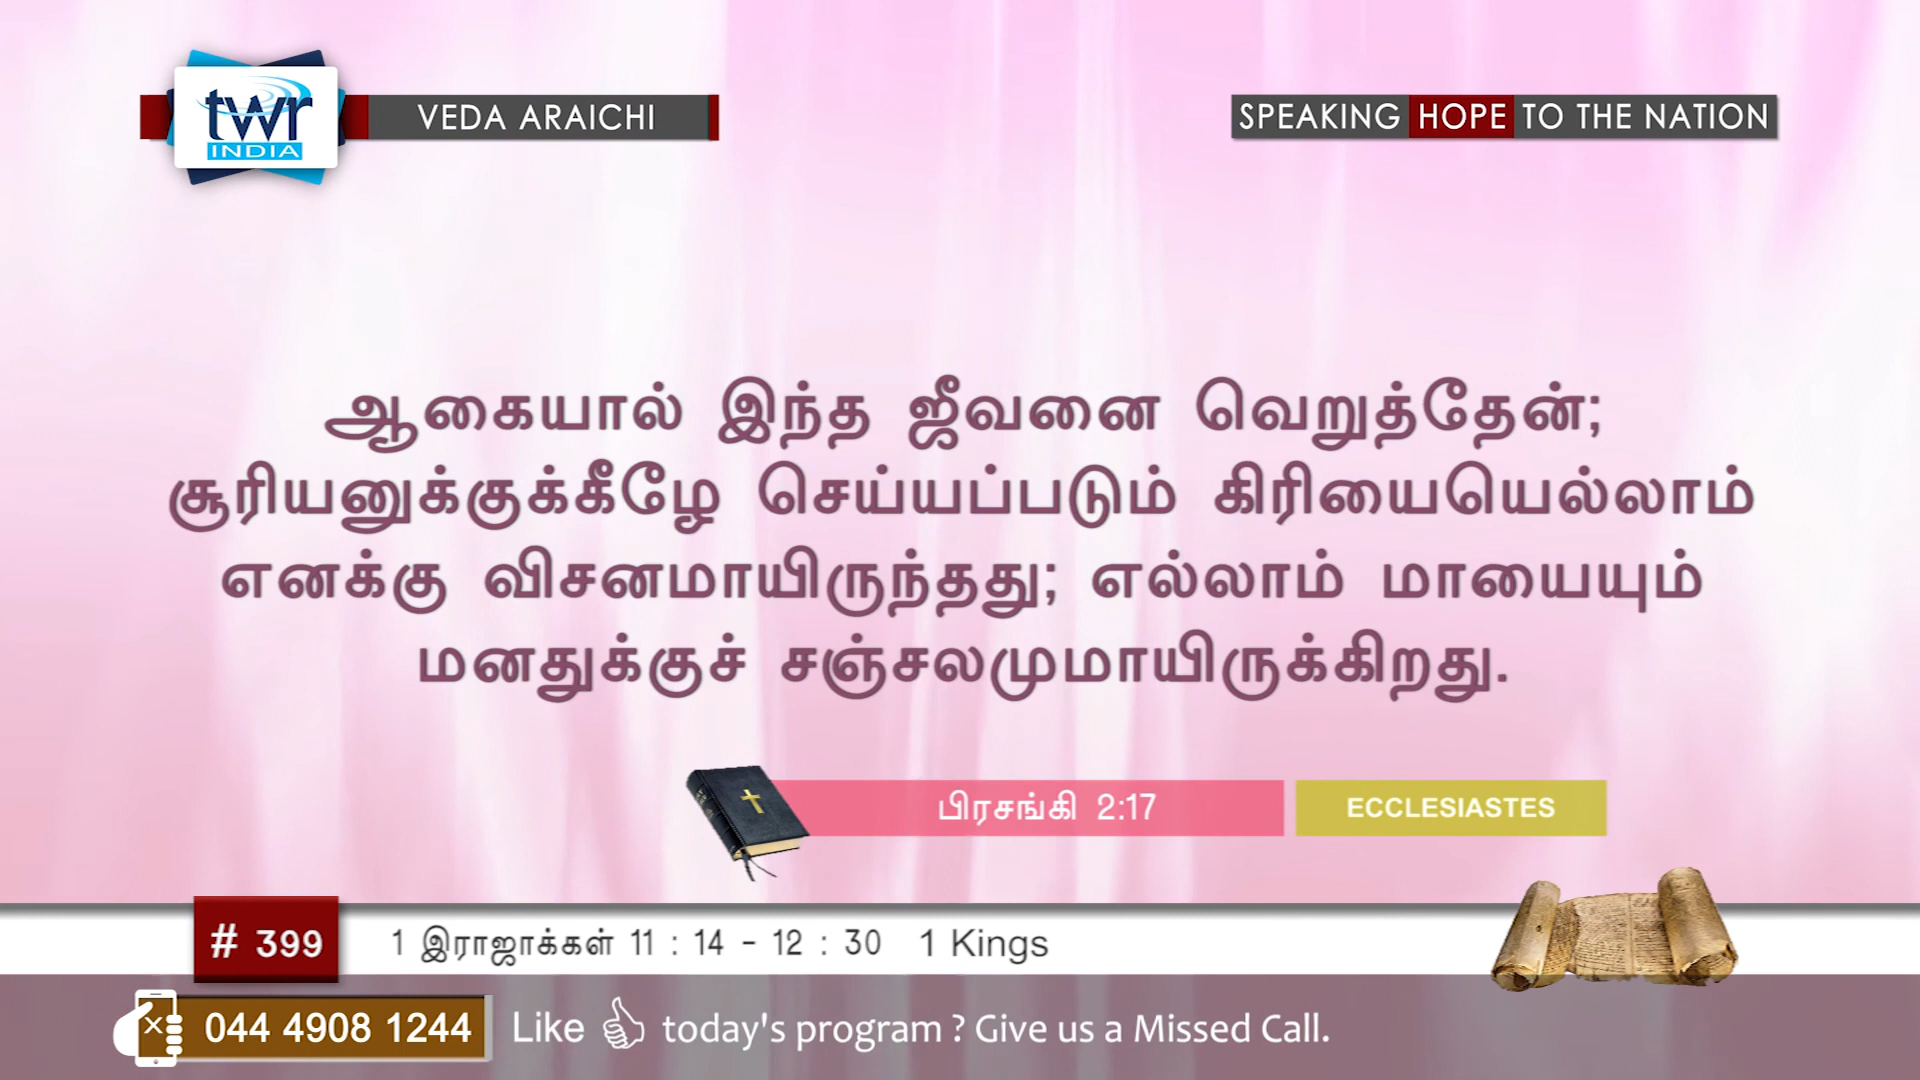 twr
INDIA
VEDA ARAICHI
SPEAKING HOPE TO THE NATION
ஆகையால் இந்த ஜீவனை வெறுத்தேன்;
சூரியனுக்குக்கீழே செய்யப்படும் கிரியையெல்லாம்
எனக்கு விசனமாயிருந்தது; எல்லாம் மாயையும்
மனதுக்குச் சஞ்சலமுமாயிருக்கிறது.
பிரசங்கி 2:17
ECCLESIASTES
# 399
1 இராஜாக்கள் 11 : 14 - 12 : 30 1 Kings
044 4908 1244
Like today's program ? Give us a Missed Call.